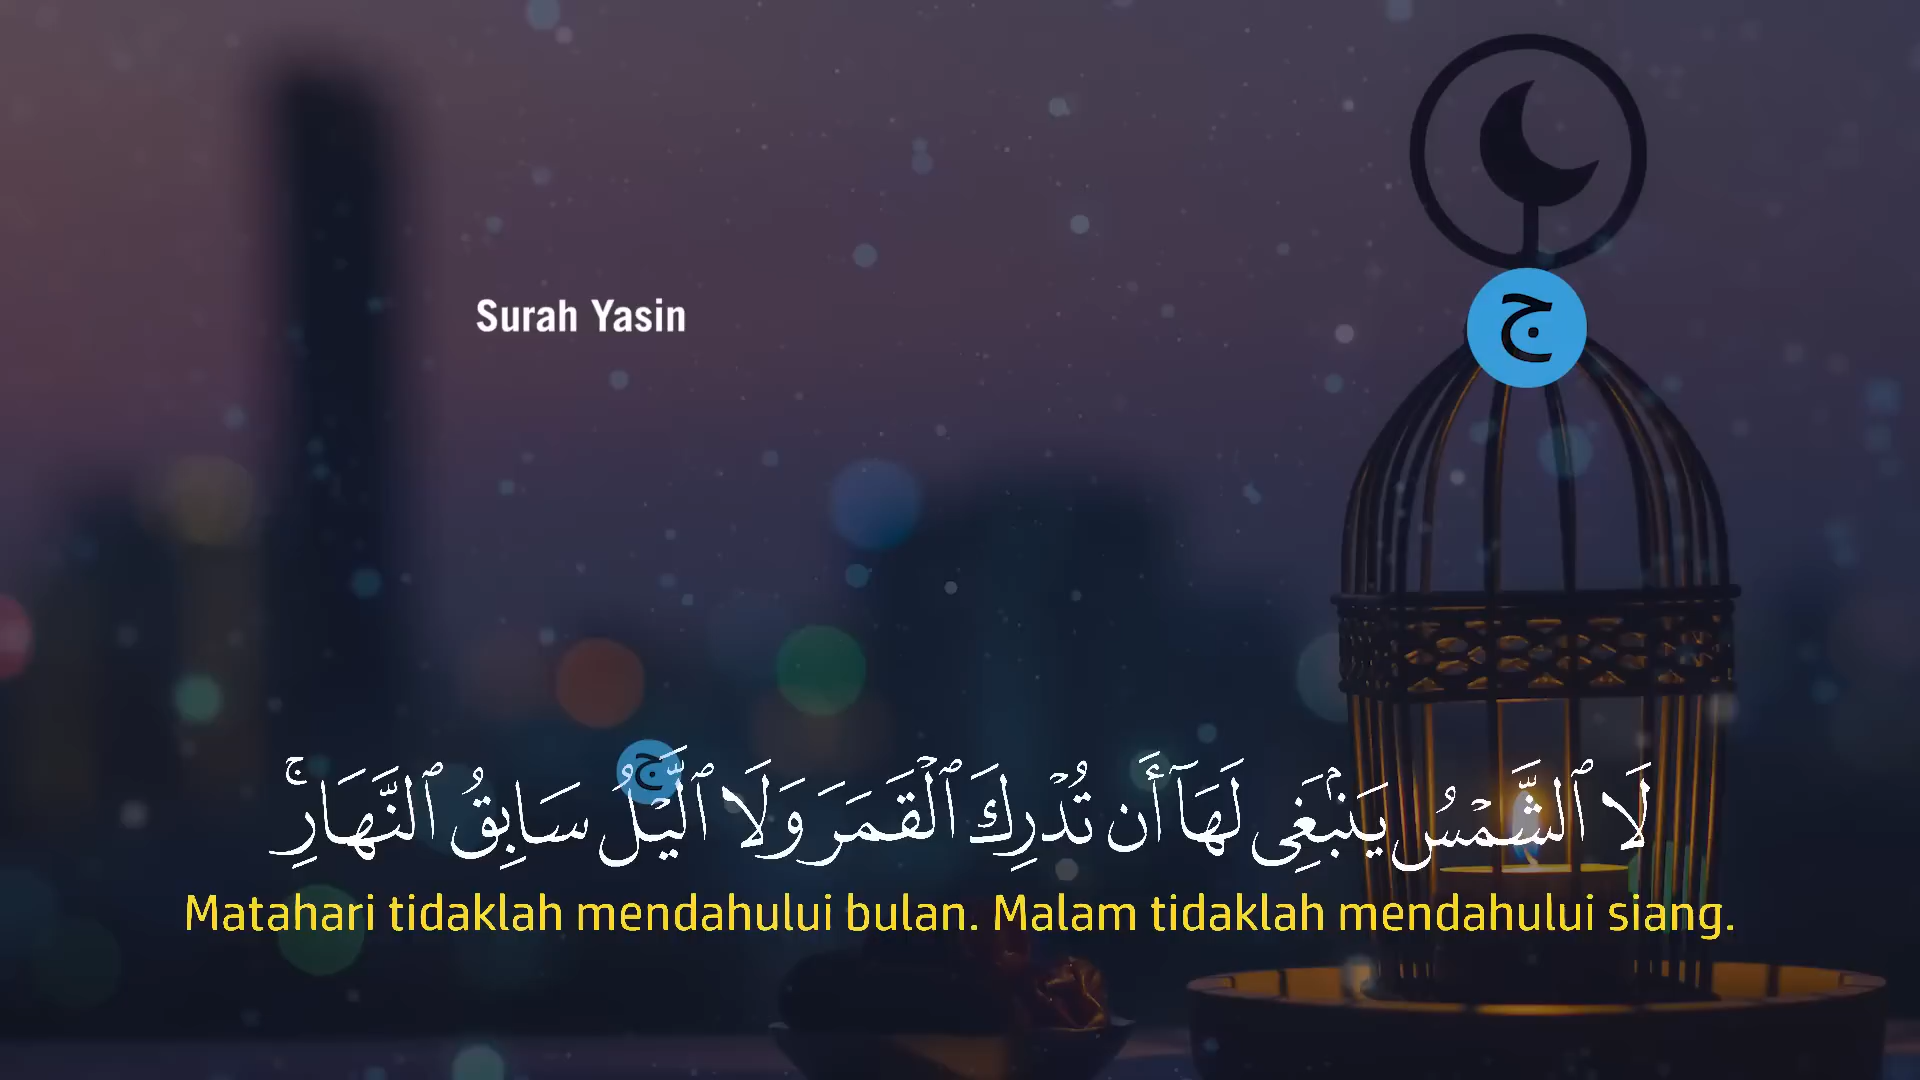 Surah Yasin
ج
ج
لَا ٱلشَّمْسُ يَنۢبَغِى لَهَآ أَن تُدْرِكَ ٱلْقَمَرَ وَلَا ٱلَّيْلُ سَابِقُ ٱلنَّهَارِ ۚ
Matahari tidaklah mendahului bulan. Malam tidaklah mendahului siang.